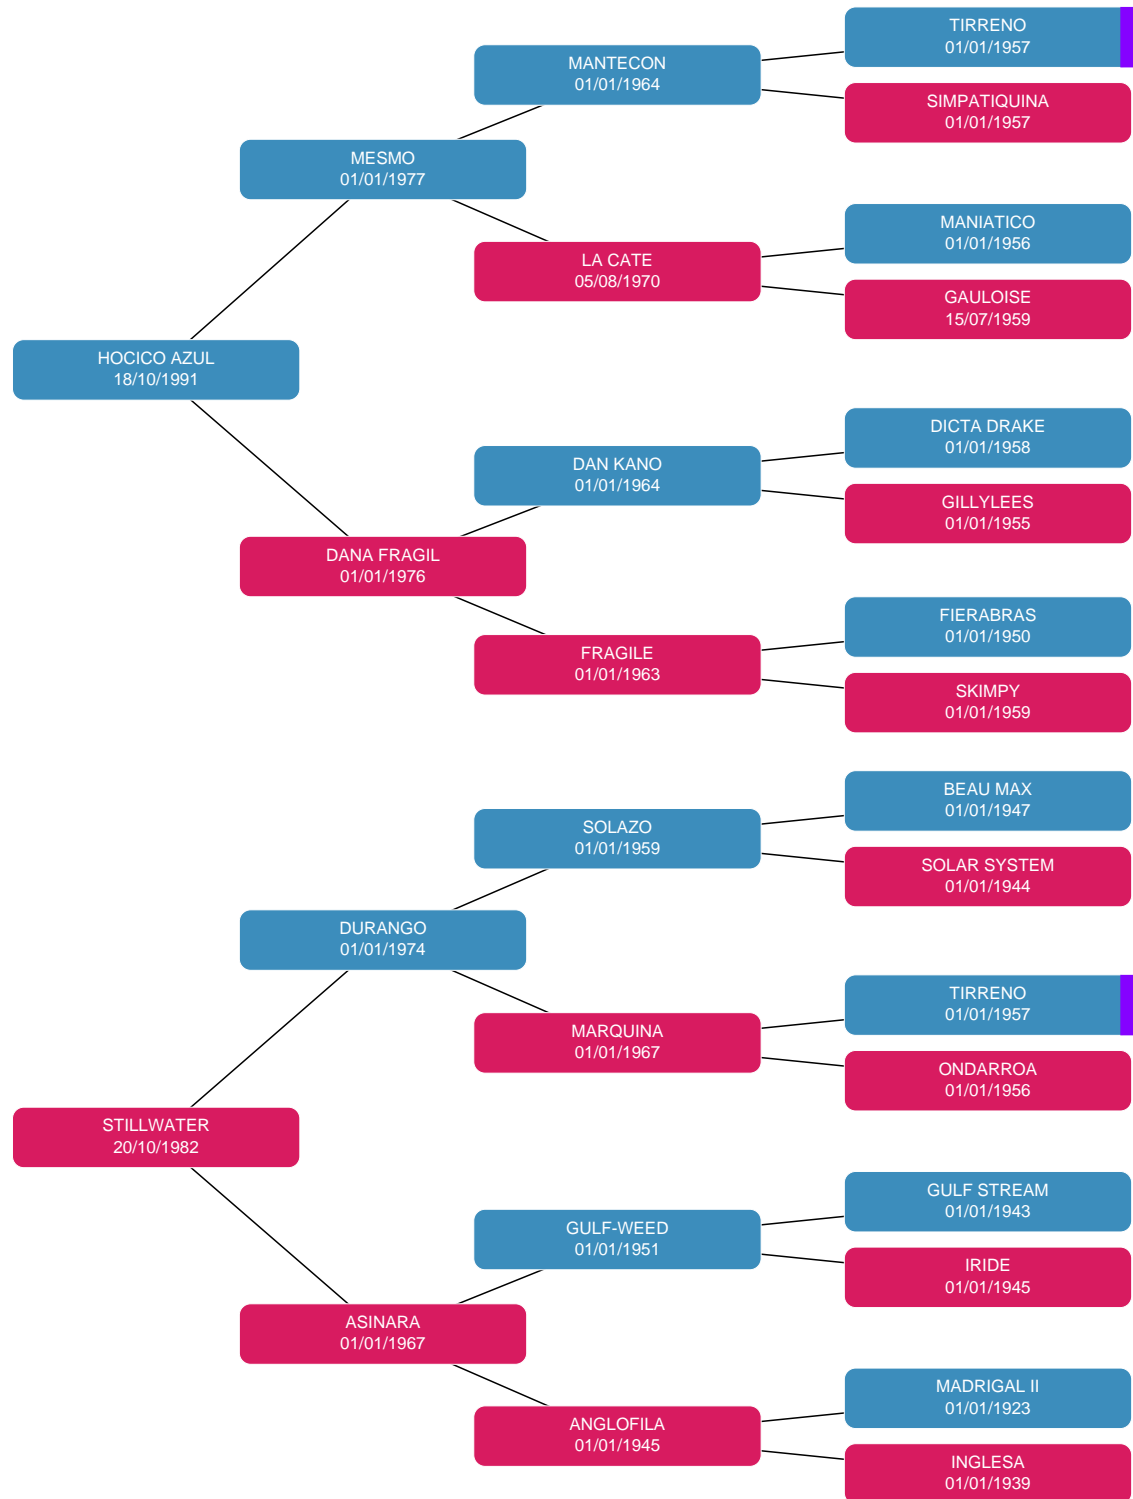 TIRRENO
01/01/1957
MANTECON
01/01/1964
SIMPATIQUINA
01/01/1957
MESMO
01/01/1977
MANIATICO
01/01/1956
LA CATE
05/08/1970
GAULOISE
15/07/1959
HOCICO AZUL
18/10/1991
DICTA DRAKE
01/01/1958
DAN KANO
01/01/1964
GILLYLEES
01/01/1955
DANA FRAGIL
01/01/1976
FIERABRAS
01/01/1950
FRAGILE
01/01/1963
SKIMPY
01/01/1959
BEAU MAX
01/01/1947
SOLAZO
01/01/1959
SOLAR SYSTEM
01/01/1944
DURANGO
01/01/1974
TIRRENO
01/01/1957
MARQUINA
01/01/1967
ONDARROA
01/01/1956
STILLWATER
20/10/1982
GULF STREAM
01/01/1943
GULF-WEED
01/01/1951
IRIDE
01/01/1945
ASINARA
01/01/1967
MADRIGAL II
01/01/1923
ANGLOFILA
01/01/1945
INGLESA
01/01/1939